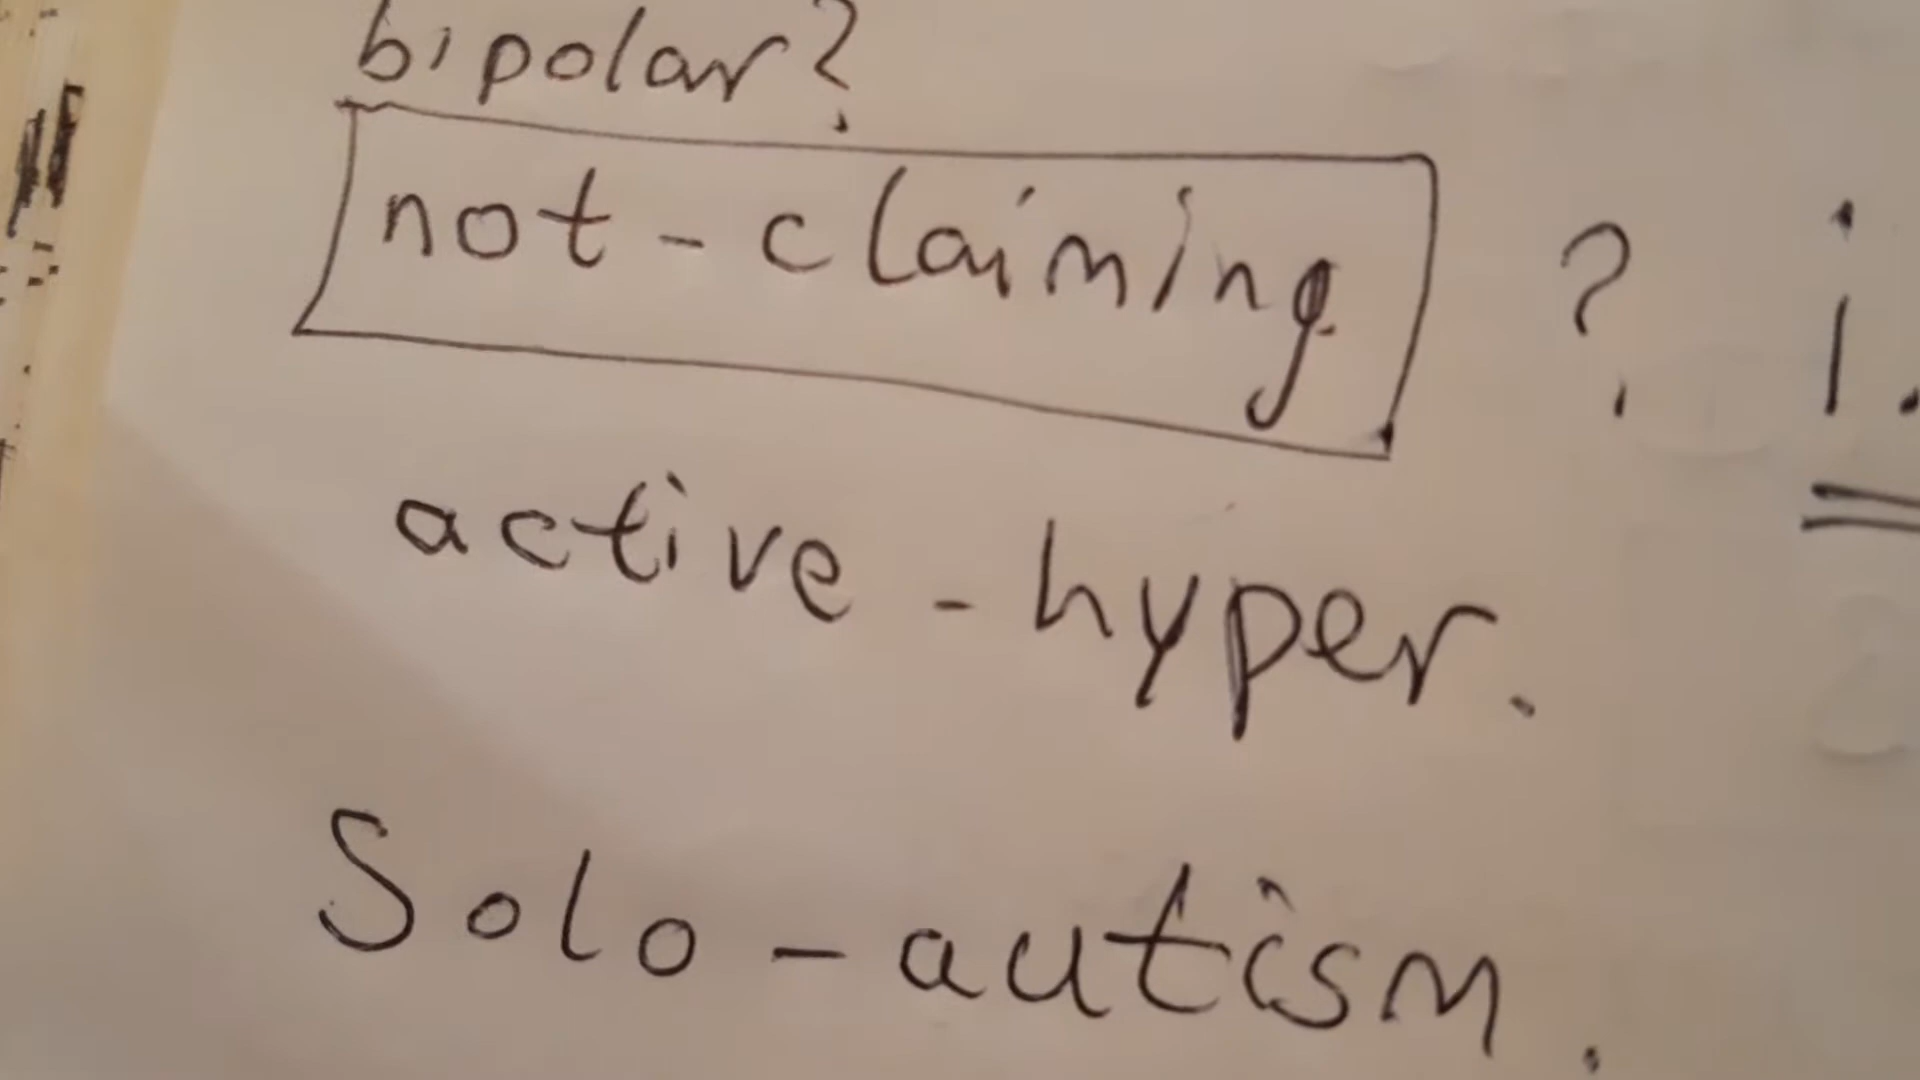 bipolar?
not-claiming ? i.
active-hyper.
Solo-autism.